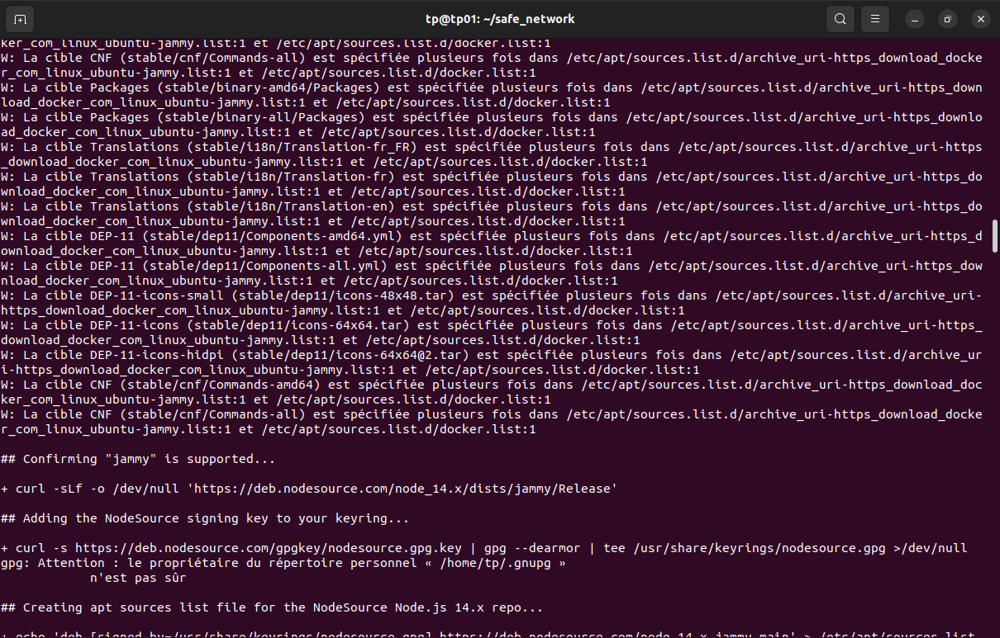 tp@tp01: ~/safe_network
ker_com_linux_ubuntu-jammy.list:1 et /etc/apt/sources.list.d/docker.list:1
W: La cible CNF (stable/cnf/Commands-all) est spécifiée plusieurs fois dans /etc/apt/sources.list.d/archive_uri-https_download_docke
r_com_linux_ubuntu-jammy.list:1 et /etc/apt/sources.list.d/docker.list:1
W: La cible Packages (stable/binary-amd64/Packages) est spécifiée plusieurs fois dans /etc/apt/sources.list.d/archive_uri-https_down
load_docker_com_linux_ubuntu-jammy.list:1 et /etc/apt/sources.list.d/docker.list:1
W: La cible Packages (stable/binary-all/Packages) est spécifiée plusieurs fois dans /etc/apt/sources.list.d/archive_uri-https_downlo
ad_docker_com_linux_ubuntu-jammy.list:1 et /etc/apt/sources.list.d/docker.list:1
W: La cible Translations (stable/i18n/Translation-fr_FR) est spécifiée plusieurs fois dans /etc/apt/sources.list.d/archive_uri-https
_download_docker_com_linux_ubuntu-jammy.list:1 et /etc/apt/sources.list.d/docker.list:1
W: La cible Translations (stable/i18n/Translation-fr) est spécifiée plusieurs fois dans /etc/apt/sources.list.d/archive_uri-https_do
wnload_docker_com_linux_ubuntu-jammy.list:1 et /etc/apt/sources.list.d/docker.list:1
W: La cible Translations (stable/i18n/Translation-en) est spécifiée plusieurs fois dans /etc/apt/sources.list.d/archive_uri-https_do
wnload_docker_com_linux_ubuntu-jammy.list:1 et /etc/apt/sources.list.d/docker.list:1
W: La cible DEP-11 (stable/dep11/Components-amd64.yml) est spécifiée plusieurs fois dans /etc/apt/sources.list.d/archive_uri-https_d
ownload_docker_com_linux_ubuntu-jammy.list:1 et /etc/apt/sources.list.d/docker.list:1
W: La cible DEP-11 (stable/dep11/Components-all.yml) est spécifiée plusieurs fois dans /etc/apt/sources.list.d/archive_uri-https_dow
nload_docker_com_linux_ubuntu-jammy.list:1 et /etc/apt/sources.list.d/docker.list:1
W: La cible DEP-11-icons-small (stable/dep11/icons-48x48.tar) est spécifiée plusieurs fois dans /etc/apt/sources.list.d/archive_uri-
https_download_docker_com_linux_ubuntu-jammy.list:1 et /etc/apt/sources.list.d/docker.list:1
W: La cible DEP-11-icons (stable/dep11/icons-64x64.tar) est spécifiée plusieurs fois dans /etc/apt/sources.list.d/archive_uri-https_
download_docker_com_linux_ubuntu-jammy.list:1 et /etc/apt/sources.list.d/docker.list:1
W: La cible DEP-11-icons-hidpi (stable/dep11/icons-64x64@2.tar) est spécifiée plusieurs fois dans /etc/apt/sources.list.d/archive_ur
i-https_download_docker_com_linux_ubuntu-jammy.list:1 et /etc/apt/sources.list.d/docker.list:1
W: La cible CNF (stable/cnf/Commands-amd64) est spécifiée plusieurs fois dans /etc/apt/sources.list.d/archive_uri-https_download_doc
ker_com_linux_ubuntu-jammy.list:1 et /etc/apt/sources.list.d/docker.list:1
W: La cible CNF (stable/cnf/Commands-all) est spécifiée plusieurs fois dans /etc/apt/sources.list.d/archive_uri-https_download_docke
r_com_linux_ubuntu-jammy.list:1 et /etc/apt/sources.list.d/docker.list:1
## Confirming "jammy" is supported...
+ curl -sLf -o /dev/null 'https://deb.nodesource.com/node_14.x/dists/jammy/Release'
## Adding the NodeSource signing key to your keyring...
+ curl -s https://deb.nodesource.com/gpgkey/nodesource.gpg.key | gpg --dearmor | tee /usr/share/keyrings/nodesource.gpg >/dev/null
gpg: Attention : le propriétaire du répertoire personnel « /home/tp/.gnupg »
n'est pas sûr
## Creating apt sources list file for the NodeSource Node.js 14.x repo...
+ echo 'deb [signed-by=/usr/share/keyrings/nodesource.gpg] https://deb.nodesource.com/node_14.x jammy main' > /etc/apt/sources.list